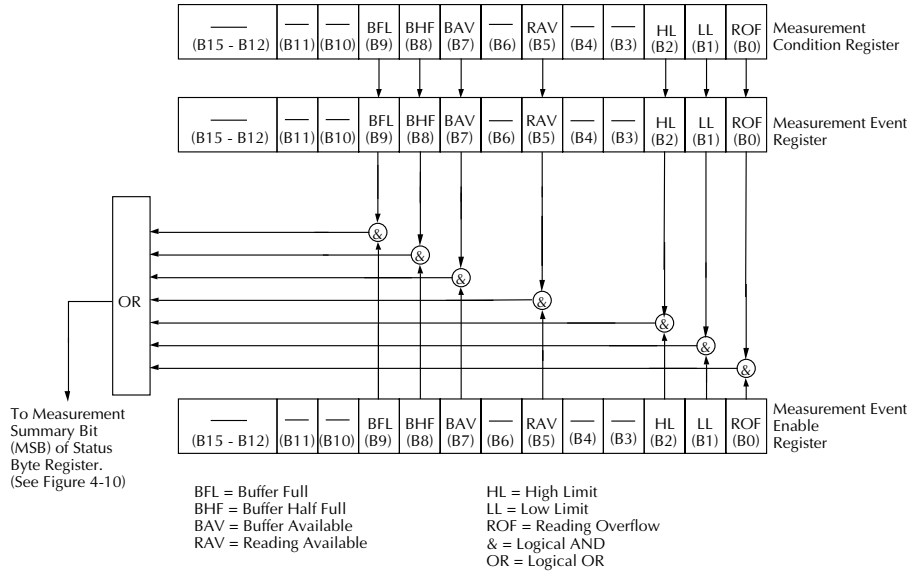 BFL BHF BAV RAV HL LL ROF
(B15 - B12) (B11) (B10) (B9) (B8) (B7) (B6) (B5) (B4) (B3) (B2) (B1) (B0)
Measurement
Condition Register
BFL BHF BAV RAV HL LL ROF
(B15 - B12) (B11) (B10) (B9) (B8) (B7) (B6) (B5) (B4) (B3) (B2) (B1) (B0)
Measurement Event
Register
&
&
&
OR
&
&
&
&
To Measurement
Summary Bit
(MSB) of Status
Byte Register.
(See Figure 4-10)
BFL BHF BAV RAV HL LL ROF
(B15 - B12) (B11) (B10) (B9) (B8) (B7) (B6) (B5) (B4) (B3) (B2) (B1) (B0)
Measurement Event
Enable
Register
BFL = Buffer Full
BHF = Buffer Half Full
BAV = Buffer Available
RAV = Reading Available
HL = High Limit
LL = Low Limit
ROF = Reading Overflow
& = Logical AND
OR = Logical OR